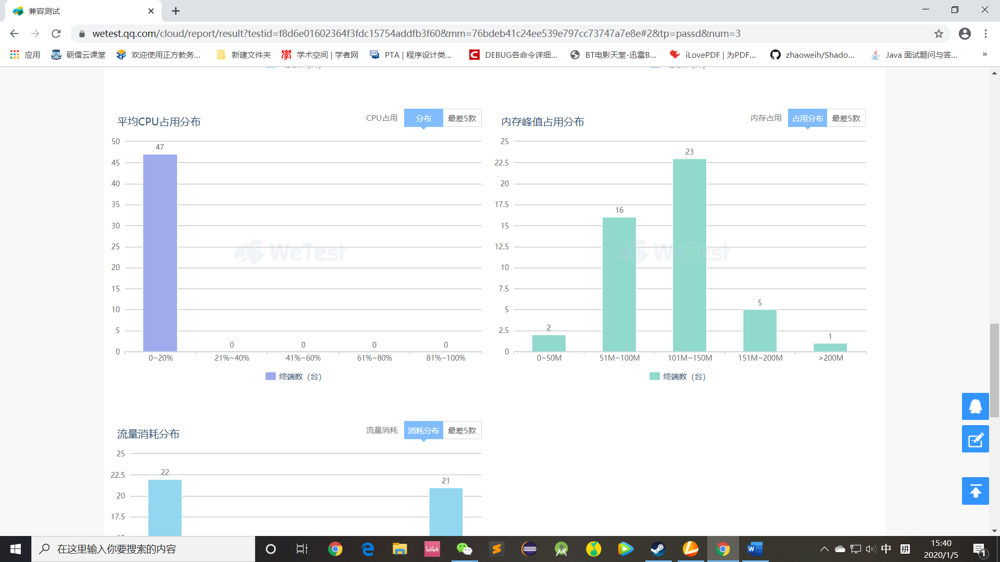 兼容测试
wetest.qq.com/cloud/report/result?testid=f8d6e01602364f3fdc15754addfb3f60&mm=76bdeb41c24ee539e797cc73747a7e8e#2&tp=passd&num=3
应用 砺儒云课堂 欢迎使用正方教务... 新建文件夹 学术空间 | 学者网 PTA | 程序设计类... DEBUG各命令详细... BT电影天堂-迅雷B... iLovePDF | 为PDF... zhaoweih/Shado... Java 面试题问与答... »
平均CPU占用分布 CPU占用 分布 最差5款
50
45
40
35
30
25
20
15
10
5
0
47 0 0 0 0
WeTest
0~20% 21%~40% 41%~60% 61%~80% 81%~100%
终端数（台）
内存峰值占用分布 内存占用 占用分布 最差5款
25
22.5
20
17.5
15
12.5
10
7.5
5
2.5
0
2 16 23 5 1
WeTest
0~50M 51M~100M 101M~150M 151M~200M >200M
终端数（台）
流量消耗分布 流量消耗 消耗分布 最差5款
25
22.5
20
17.5
22 21
在这里输入你要搜索的内容
中 拼
15:40
2020/1/5
1